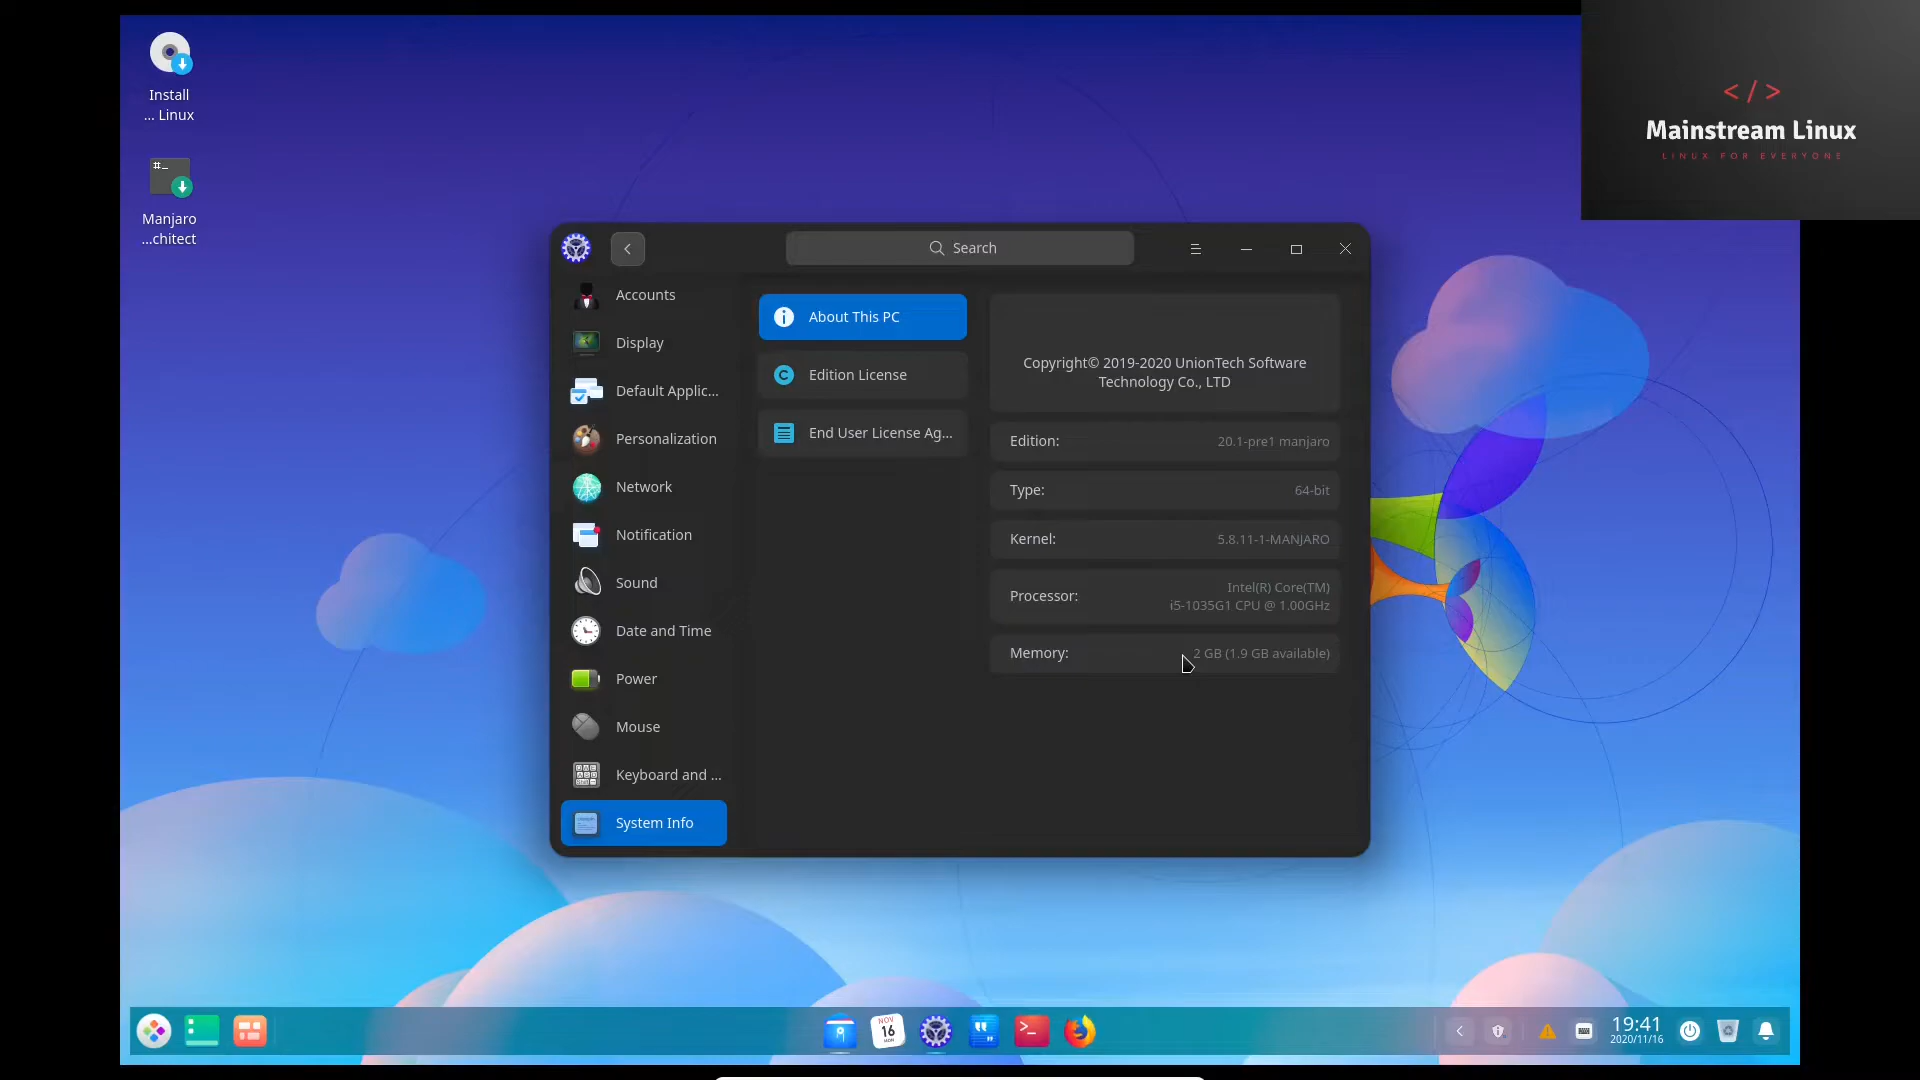 Install
... Linux
#_
Manjaro
...chitect
</>
Mainstream Linux
LINUX FOR EVERYONE
Search
Accounts
Display
Default Applic...
Personalization
Network
Notification
Sound
Date and Time
Power
Mouse
Keyboard and ...
System Info
About This PC
Edition License
End User License Ag...
Copyright© 2019-2020 UnionTech Software
Technology Co., LTD
Edition: 20.1-pre1 manjaro
Type: 64-bit
Kernel: 5.8.11-1-MANJARO
Processor: Intel(R) Core(TM)
i5-1035G1 CPU @ 1.00GHz
Memory: 2 GB (1.9 GB available)
NOV
16
MON
19:41
2020/11/16